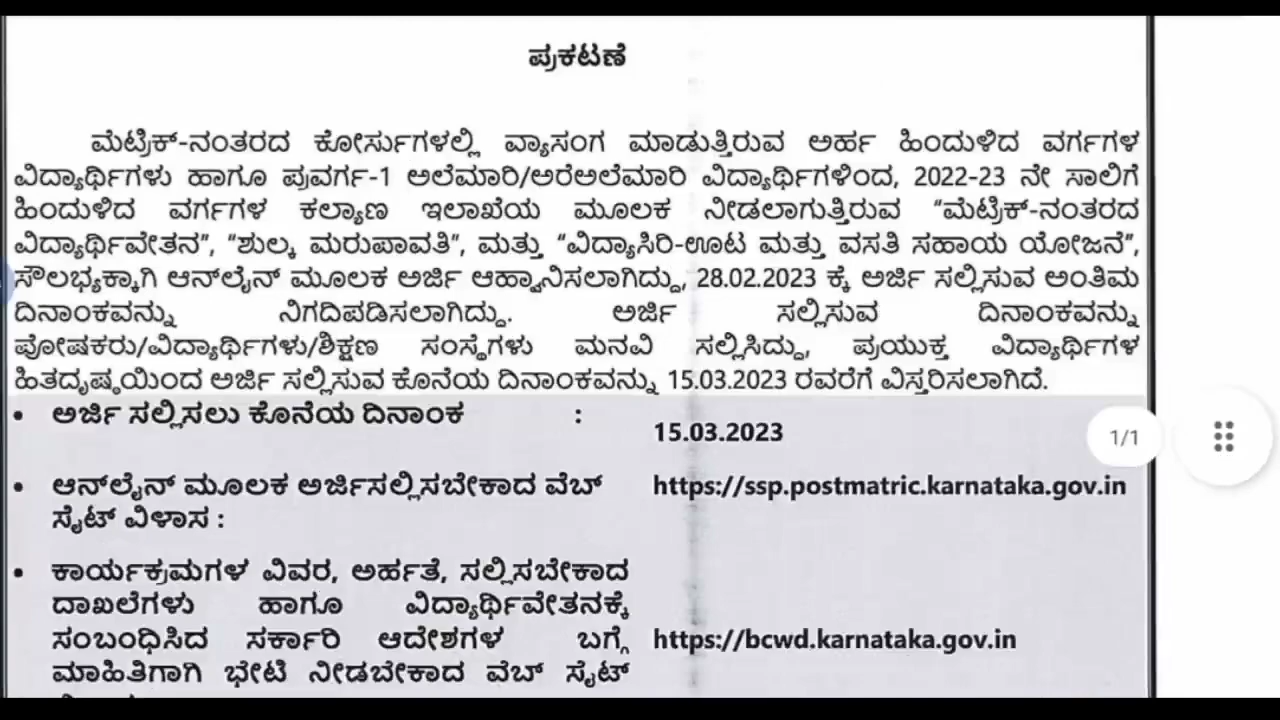 ಪ್ರಕಟಣೆ
ಮೆಟ್ರಿಕ್-ನಂತರದ ಕೋರ್ಸುಗಳಲ್ಲಿ ವ್ಯಾಸಂಗ ಮಾಡುತ್ತಿರುವ ಅರ್ಹ ಹಿಂದುಳಿದ ವರ್ಗಗಳ
ವಿದ್ಯಾರ್ಥಿಗಳು ಹಾಗೂ ಪ್ರವರ್ಗ-1 ಅಲೆಮಾರಿ/ಅರೆಅಲೆಮಾರಿ ವಿದ್ಯಾರ್ಥಿಗಳಿಂದ, 2022-23 ನೇ ಸಾಲಿಗೆ
ಹಿಂದುಳಿದ ವರ್ಗಗಳ ಕಲ್ಯಾಣ ಇಲಾಖೆಯ ಮೂಲಕ ನೀಡಲಾಗುತ್ತಿರುವ “ಮೆಟ್ರಿಕ್-ನಂತರದ
ವಿದ್ಯಾರ್ಥಿವೇತನ”, “ಶುಲ್ಕ ಮರುಪಾವತಿ”, ಮತ್ತು “ವಿದ್ಯಾಸಿರಿ-ಊಟ ಮತ್ತು ವಸತಿ ಸಹಾಯ ಯೋಜನೆ”,
ಸೌಲಭ್ಯಕ್ಕಾಗಿ ಆನ್‌ಲೈನ್ ಮೂಲಕ ಅರ್ಜಿ ಆಹ್ವಾನಿಸಲಾಗಿದ್ದು, 28.02.2023 ಕ್ಕೆ ಅರ್ಜಿ ಸಲ್ಲಿಸುವ ಅಂತಿಮ
ದಿನಾಂಕವನ್ನು ನಿಗದಿಪಡಿಸಲಾಗಿದ್ದು. ಅರ್ಜಿ ಸಲ್ಲಿಸುವ ದಿನಾಂಕವನ್ನು
ಪೋಷಕರು/ವಿದ್ಯಾರ್ಥಿಗಳು/ಶಿಕ್ಷಣ ಸಂಸ್ಥೆಗಳು ಮನವಿ ಸಲ್ಲಿಸಿದ್ದು, ಪ್ರಯುಕ್ತ ವಿದ್ಯಾರ್ಥಿಗಳ
ಹಿತದೃಷ್ಠಿಯಿಂದ ಅರ್ಜಿ ಸಲ್ಲಿಸುವ ಕೊನೆಯ ದಿನಾಂಕವನ್ನು 15.03.2023 ರವರೆಗೆ ವಿಸ್ತರಿಸಲಾಗಿದೆ.
• ಅರ್ಜಿ ಸಲ್ಲಿಸಲು ಕೊನೆಯ ದಿನಾಂಕ :
15.03.2023
1/1
• ಆನ್‌ಲೈನ್ ಮೂಲಕ ಅರ್ಜಿಸಲ್ಲಿಸಬೇಕಾದ ವೆಬ್ https://ssp.postmatric.karnataka.gov.in
ಸೈಟ್ ವಿಳಾಸ :
• ಕಾರ್ಯಕ್ರಮಗಳ ವಿವರ, ಅರ್ಹತೆ, ಸಲ್ಲಿಸಬೇಕಾದ
ದಾಖಲೆಗಳು ಹಾಗೂ ವಿದ್ಯಾರ್ಥಿವೇತನಕ್ಕೆ
ಸಂಬಂಧಿಸಿದ ಸರ್ಕಾರಿ ಆದೇಶಗಳ ಬಗ್ಗೆ https://bcwd.karnataka.gov.in
ಮಾಹಿತಿಗಾಗಿ ಭೇಟಿ ನೀಡಬೇಕಾದ ವೆಬ್ ಸೈಟ್